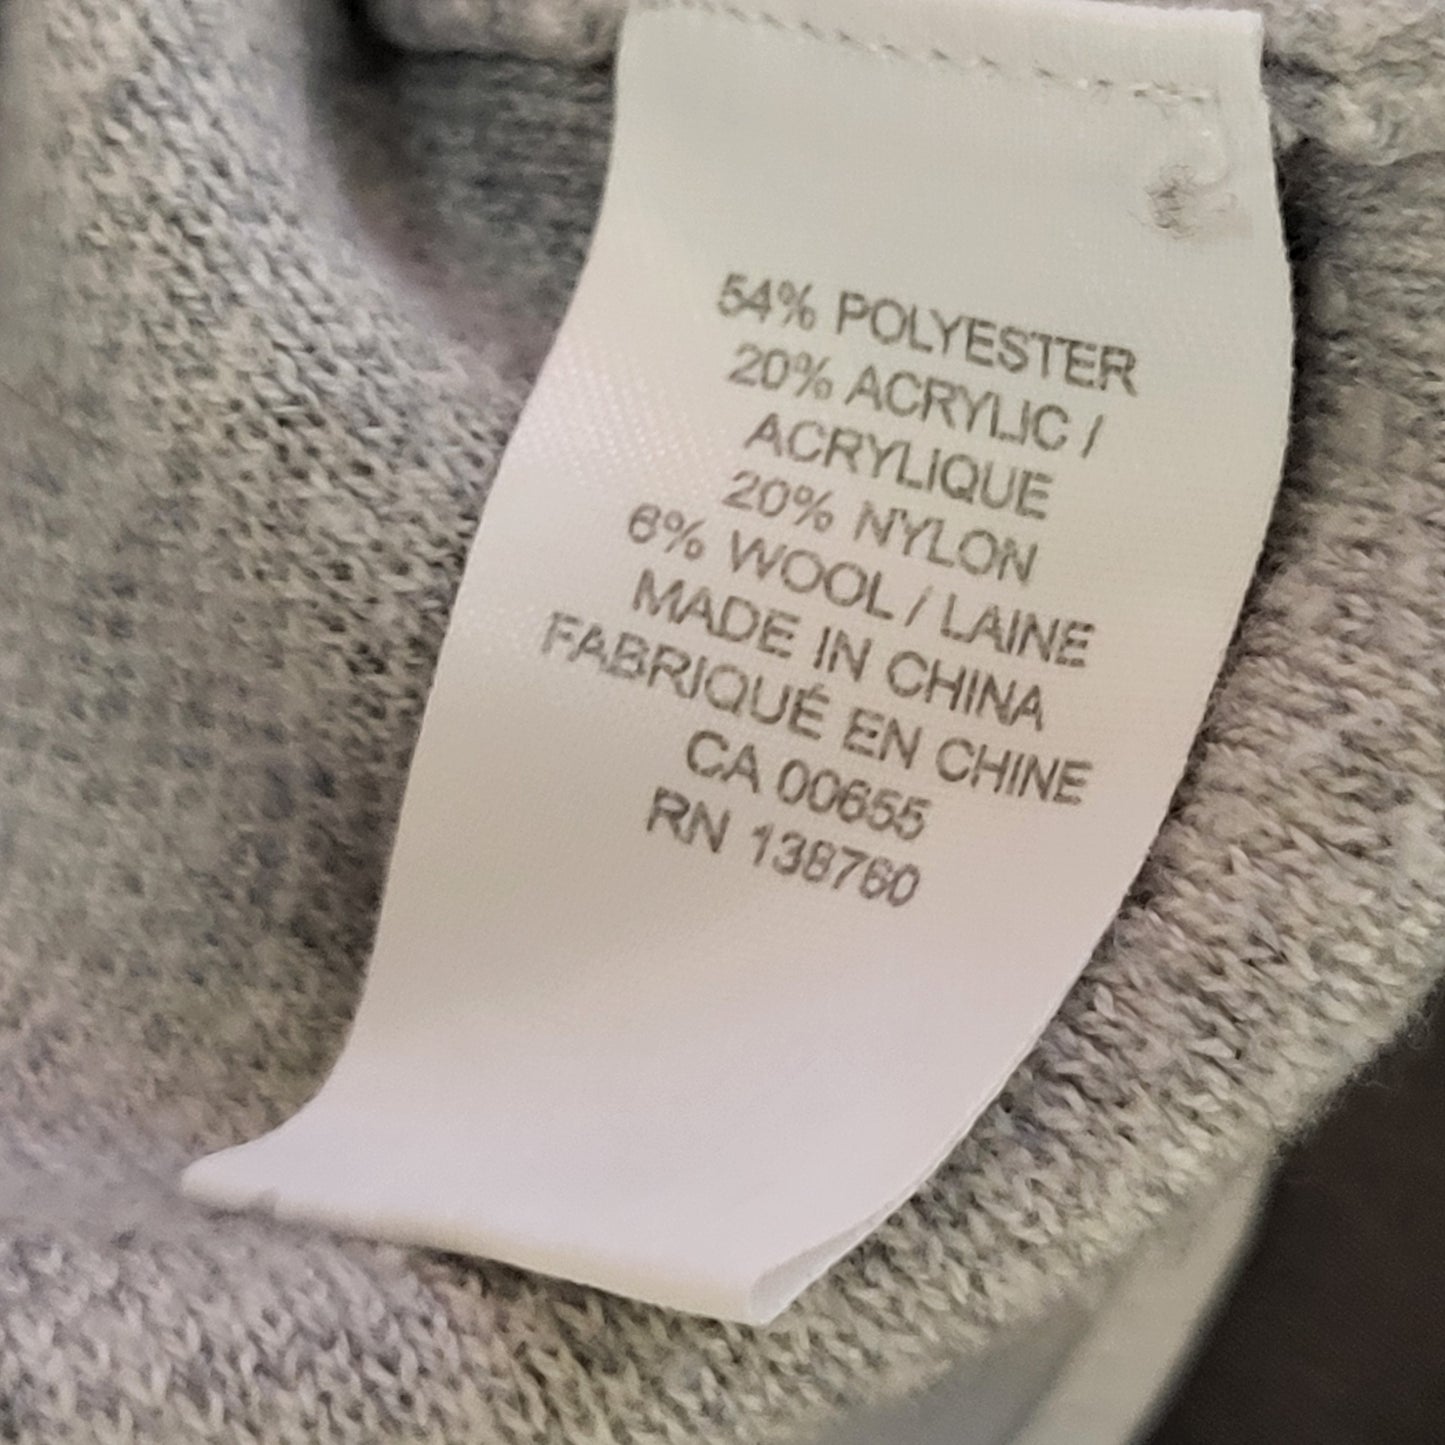 54% POLYESTER
20% ACRYLIC /
ACRYLIQUE
20% NYLON
6% WOOL / LAINE
MADE IN CHINA
FABRIQUÉ EN CHINE
CA 00655
RN 138760